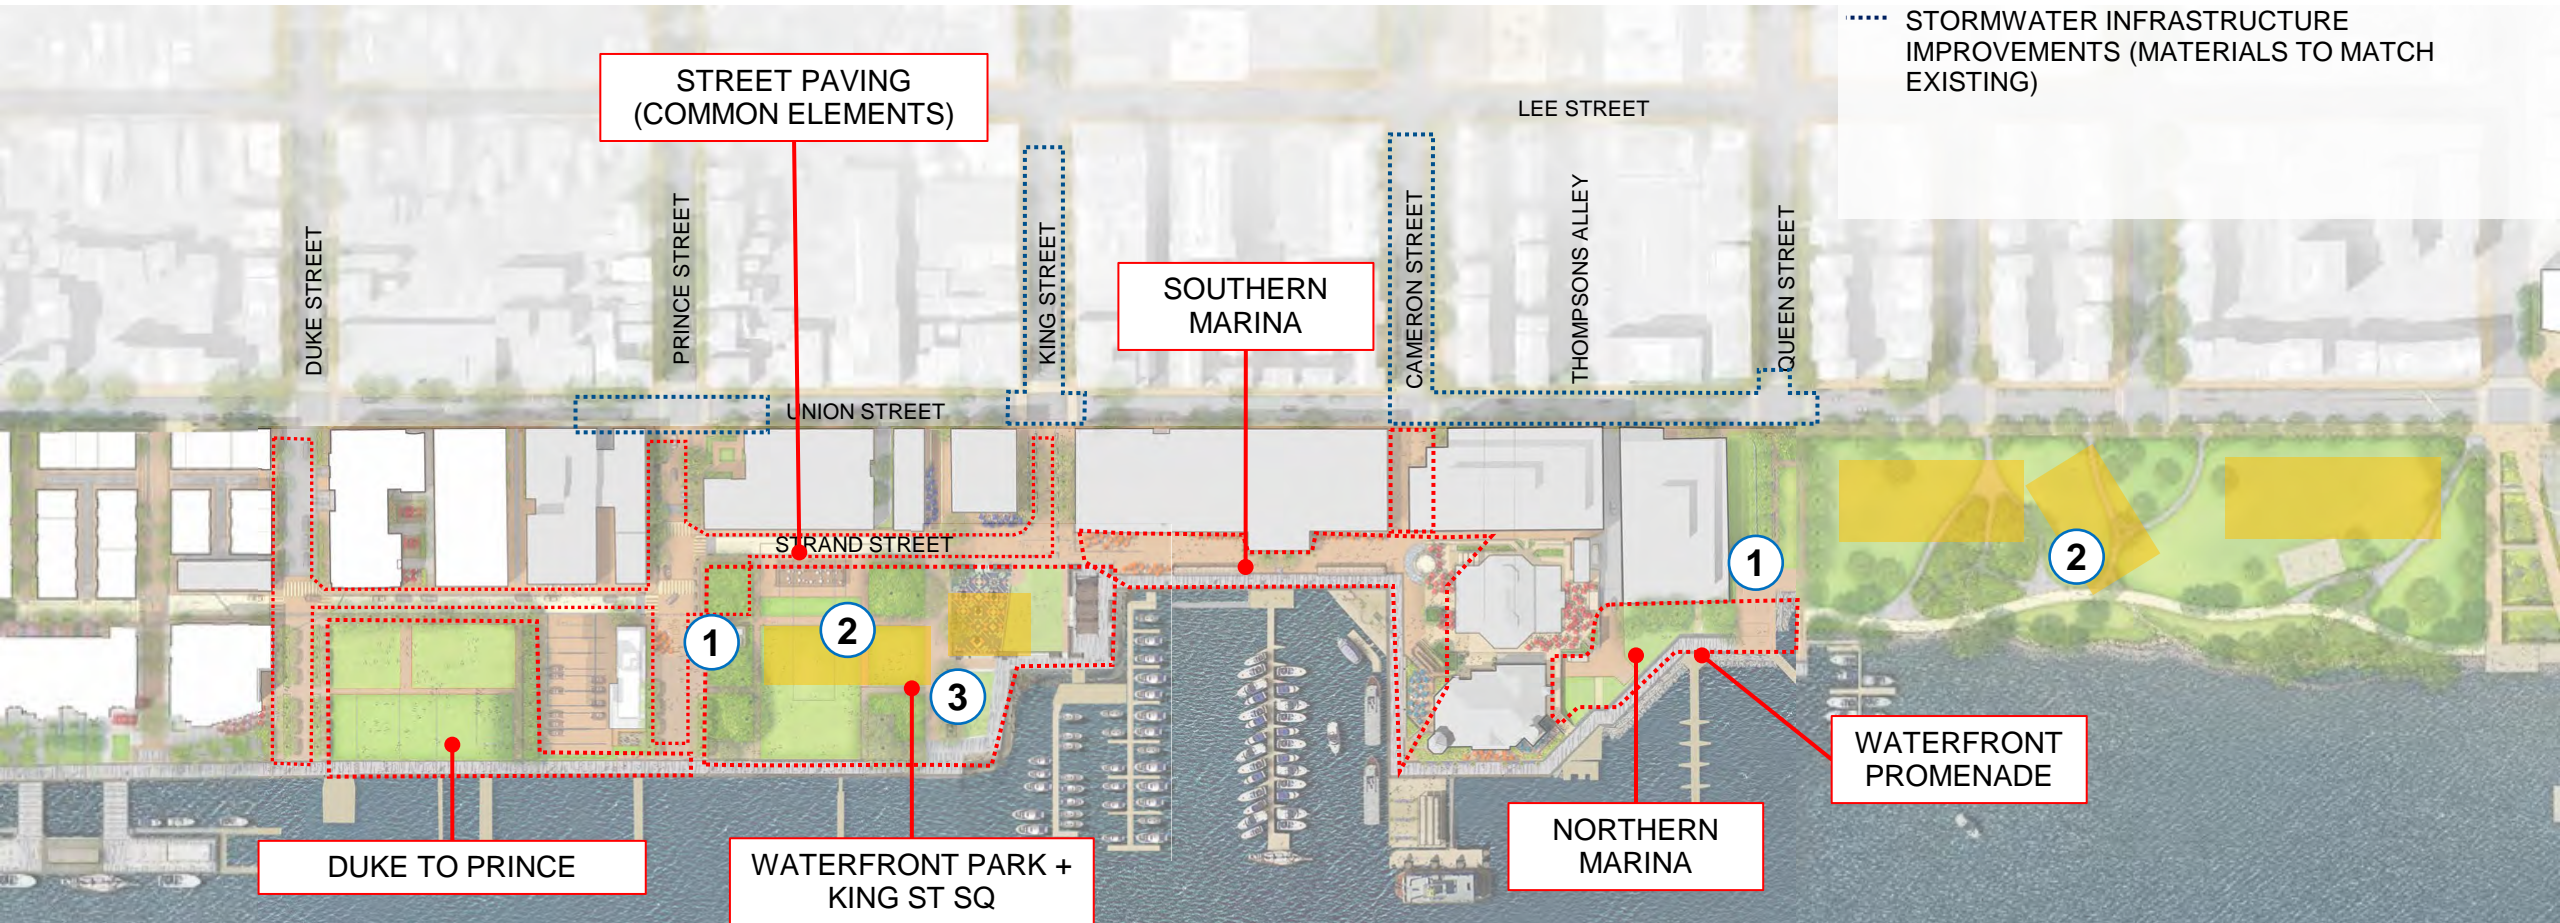 STORMWATER INFRASTRUCTURE
IMPROVEMENTS (MATERIALS TO MATCH
EXISTING)
STREET PAVING
(COMMON ELEMENTS)
LEE STREET
DUKE STREET
PRINCE STREET
KING STREET
CAMERON STREET
THOMPSONS ALLEY
QUEEN STREET
SOUTHERN
MARINA
UNION STREET
STRAND STREET
1
2
3
1
2
DUKE TO PRINCE
WATERFRONT PARK +
KING ST SQ
NORTHERN
MARINA
WATERFRONT
PROMENADE